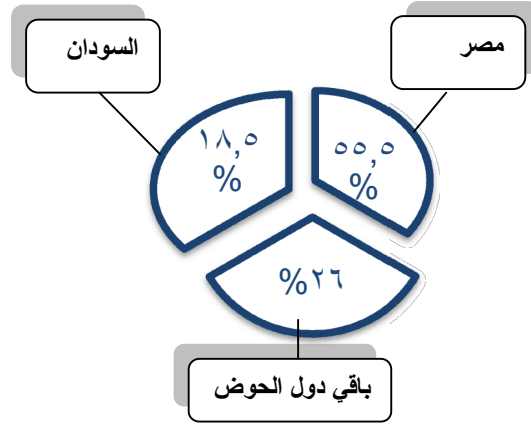 مصر
السودان
٥٥,٥
%
١٨,٥
%
%٢٦
باقي دول الحوض